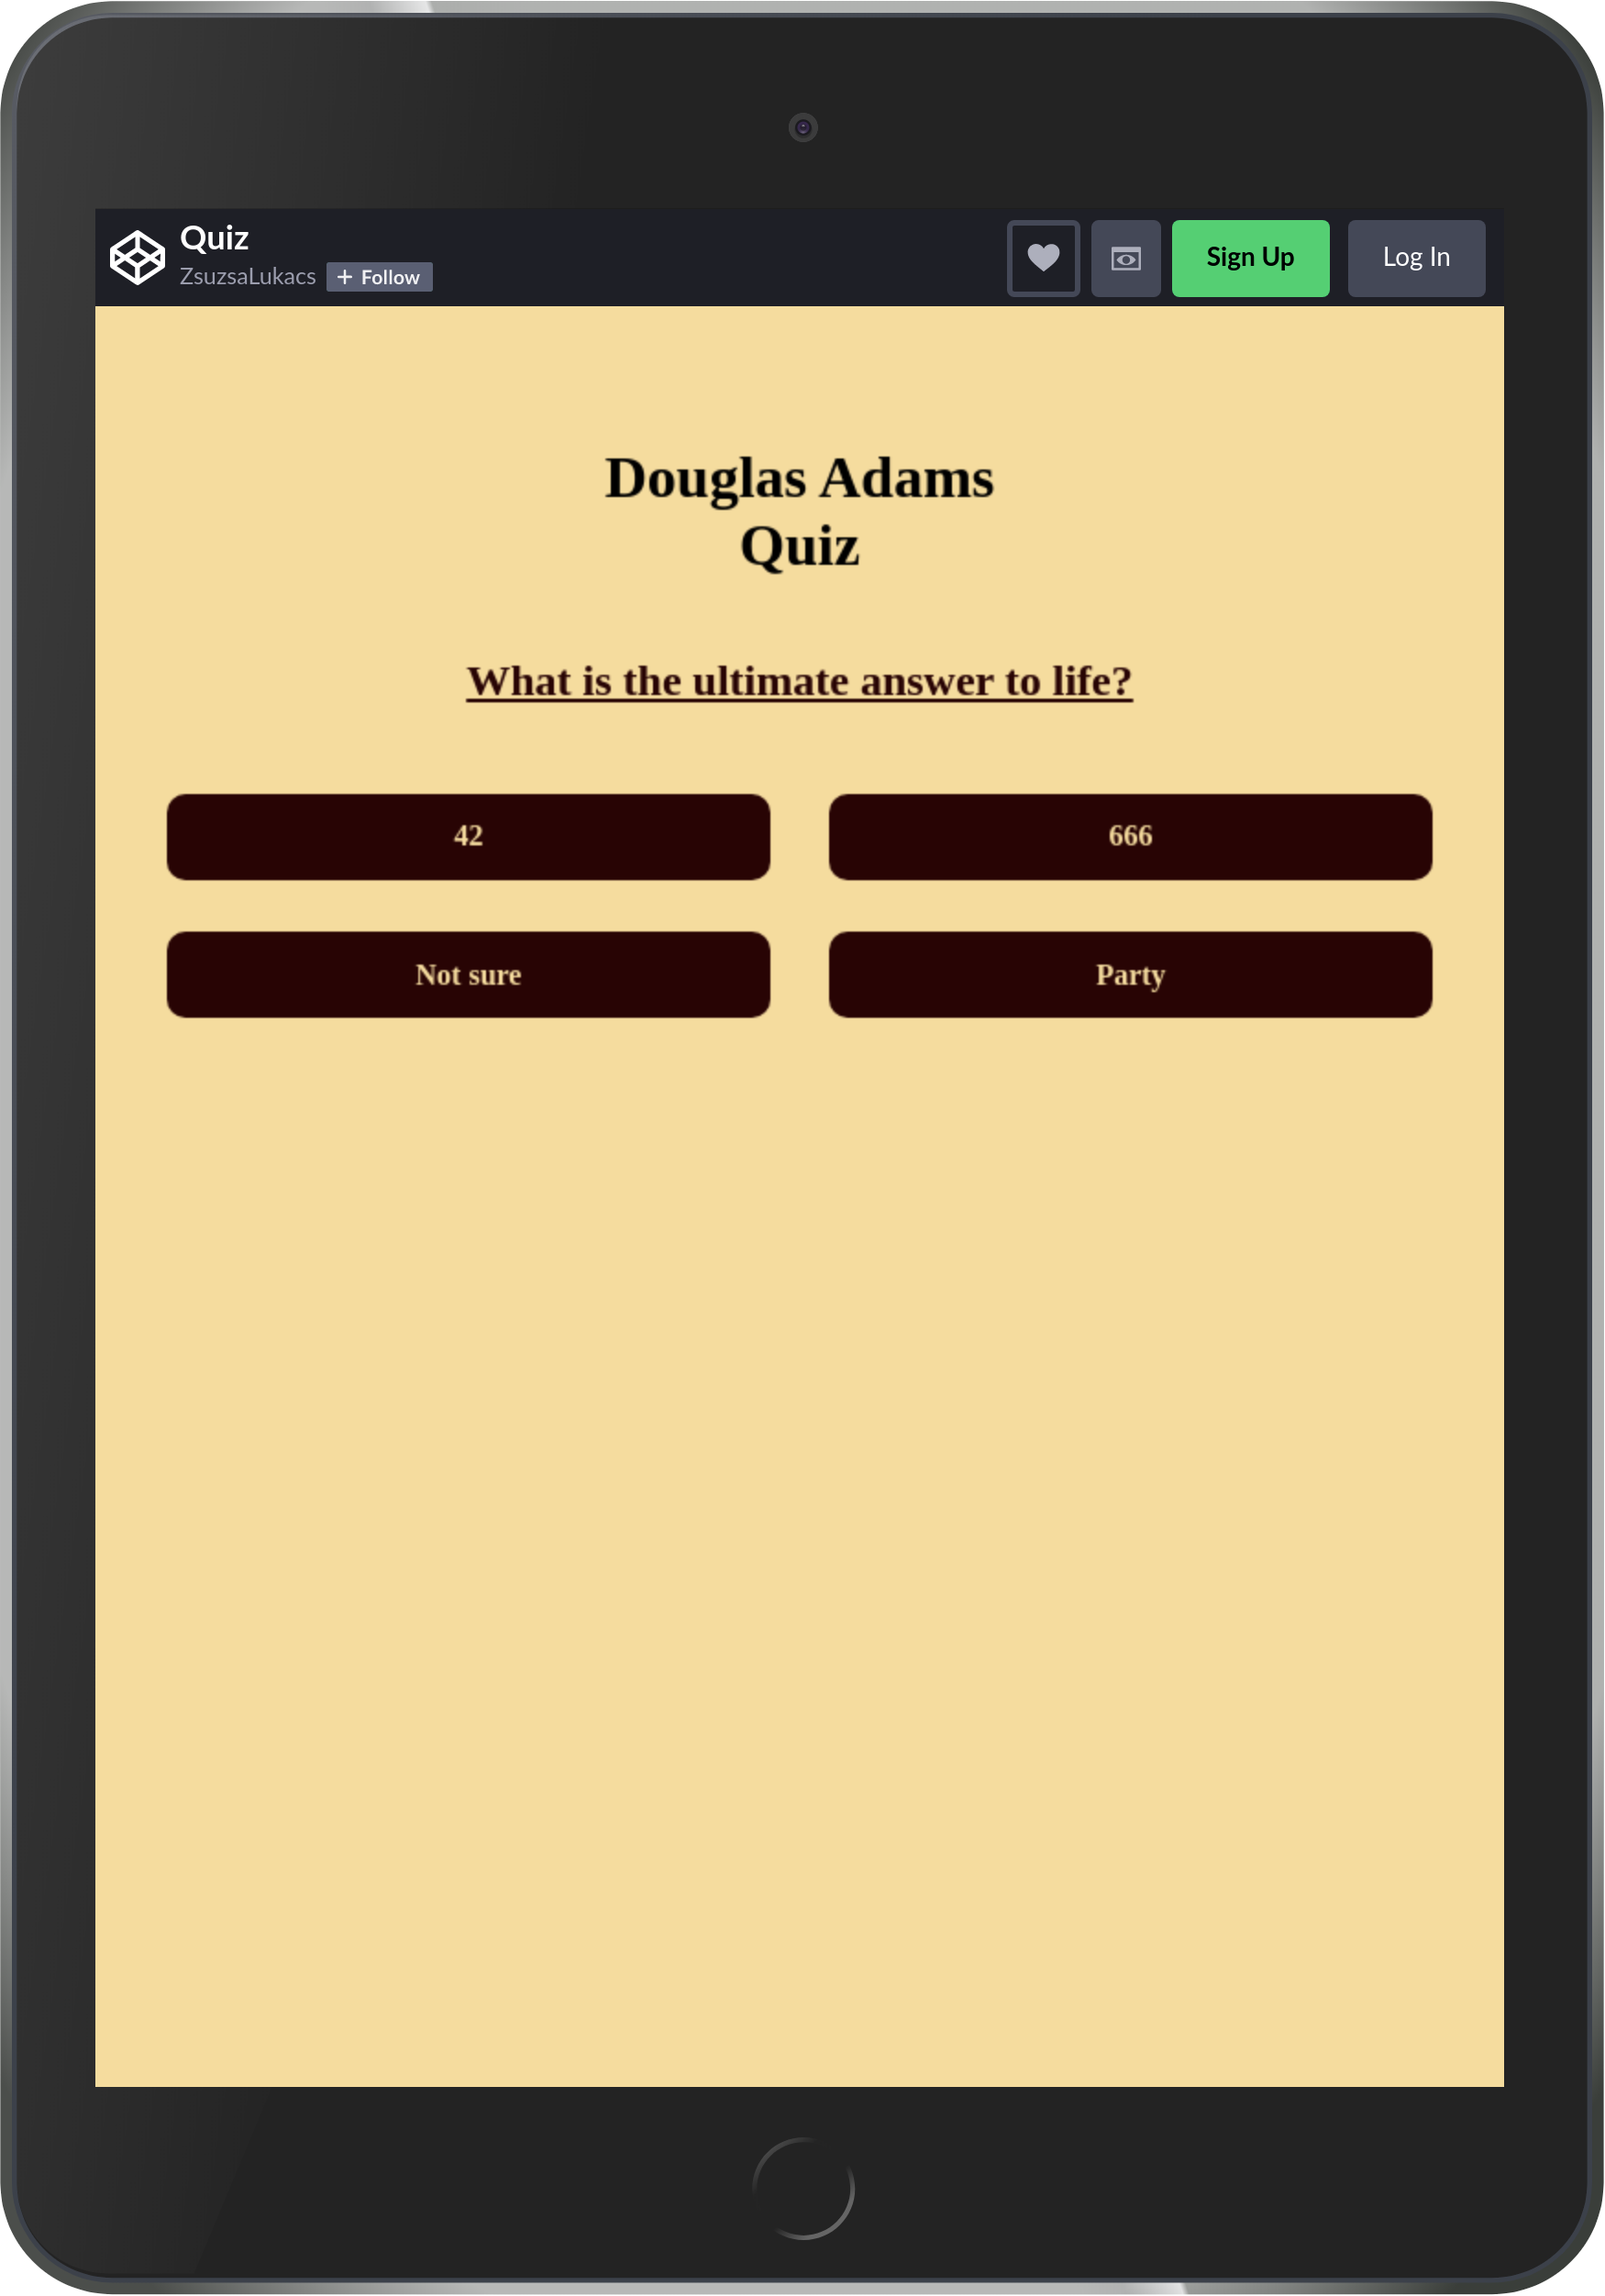 Quiz
ZsuzsaLukacs + Follow
Sign Up
Log In
Douglas Adams
Quiz
What is the ultimate answer to life?
42
666
Not sure
Party